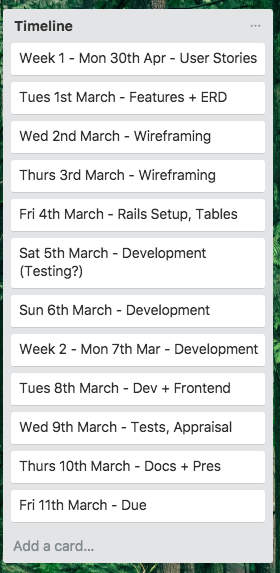 Timeline
Week 1 - Mon 30th Apr - User Stories
Tues 1st March - Features + ERD
Wed 2nd March - Wireframing
Thurs 3rd March - Wireframing
Fri 4th March - Rails Setup, Tables
Sat 5th March - Development
(Testing?)
Sun 6th March - Development
Week 2 - Mon 7th Mar - Development
Tues 8th March - Dev + Frontend
Wed 9th March - Tests, Appraisal
Thurs 10th March - Docs + Pres
Fri 11th March - Due
Add a card...